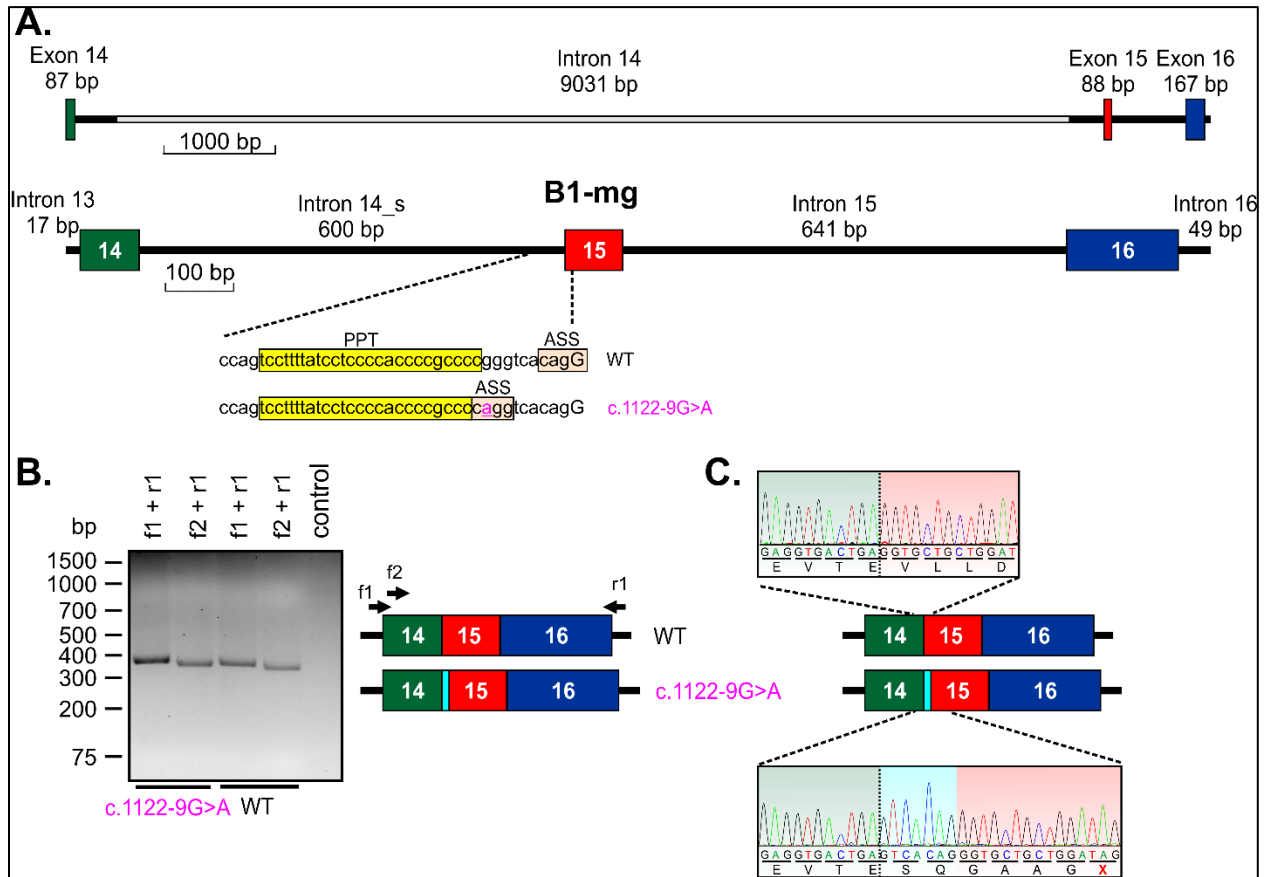 A.
Exon 14
87 bp
Intron 14
9031 bp
Exon 15
88 bp
Exon 16
167 bp
1000 bp
B1-mg
Intron 13
17 bp
Intron 14_s
600 bp
Intron 15
641 bp
Intron 16
49 bp
14
15
16
100 bp
PPT
ASS
ccagtccttttatcctccccaccccgccccgggtcacagG WT
ASS
ccagtccttttatcctccccaccccgccccaggtcacagG c.1122-9G>A
B.
bp
f1 + r1
f2 + r1
f1 + r1
f2 + r1
control
1500
1000
700
500
400
300
200
75
c.1122-9G>A WT
f1
f2
r1
14 15 16 WT
14 15 16 c.1122-9G>A
C.
GAGGTGACTGAGGTGCTGCTGGAT
E V T E V L L D
14 15 16
14 15 16
GAGGTGACTGAGTCACAGGGTGCTGCTGGATAG
E V T E S Q G A A G X